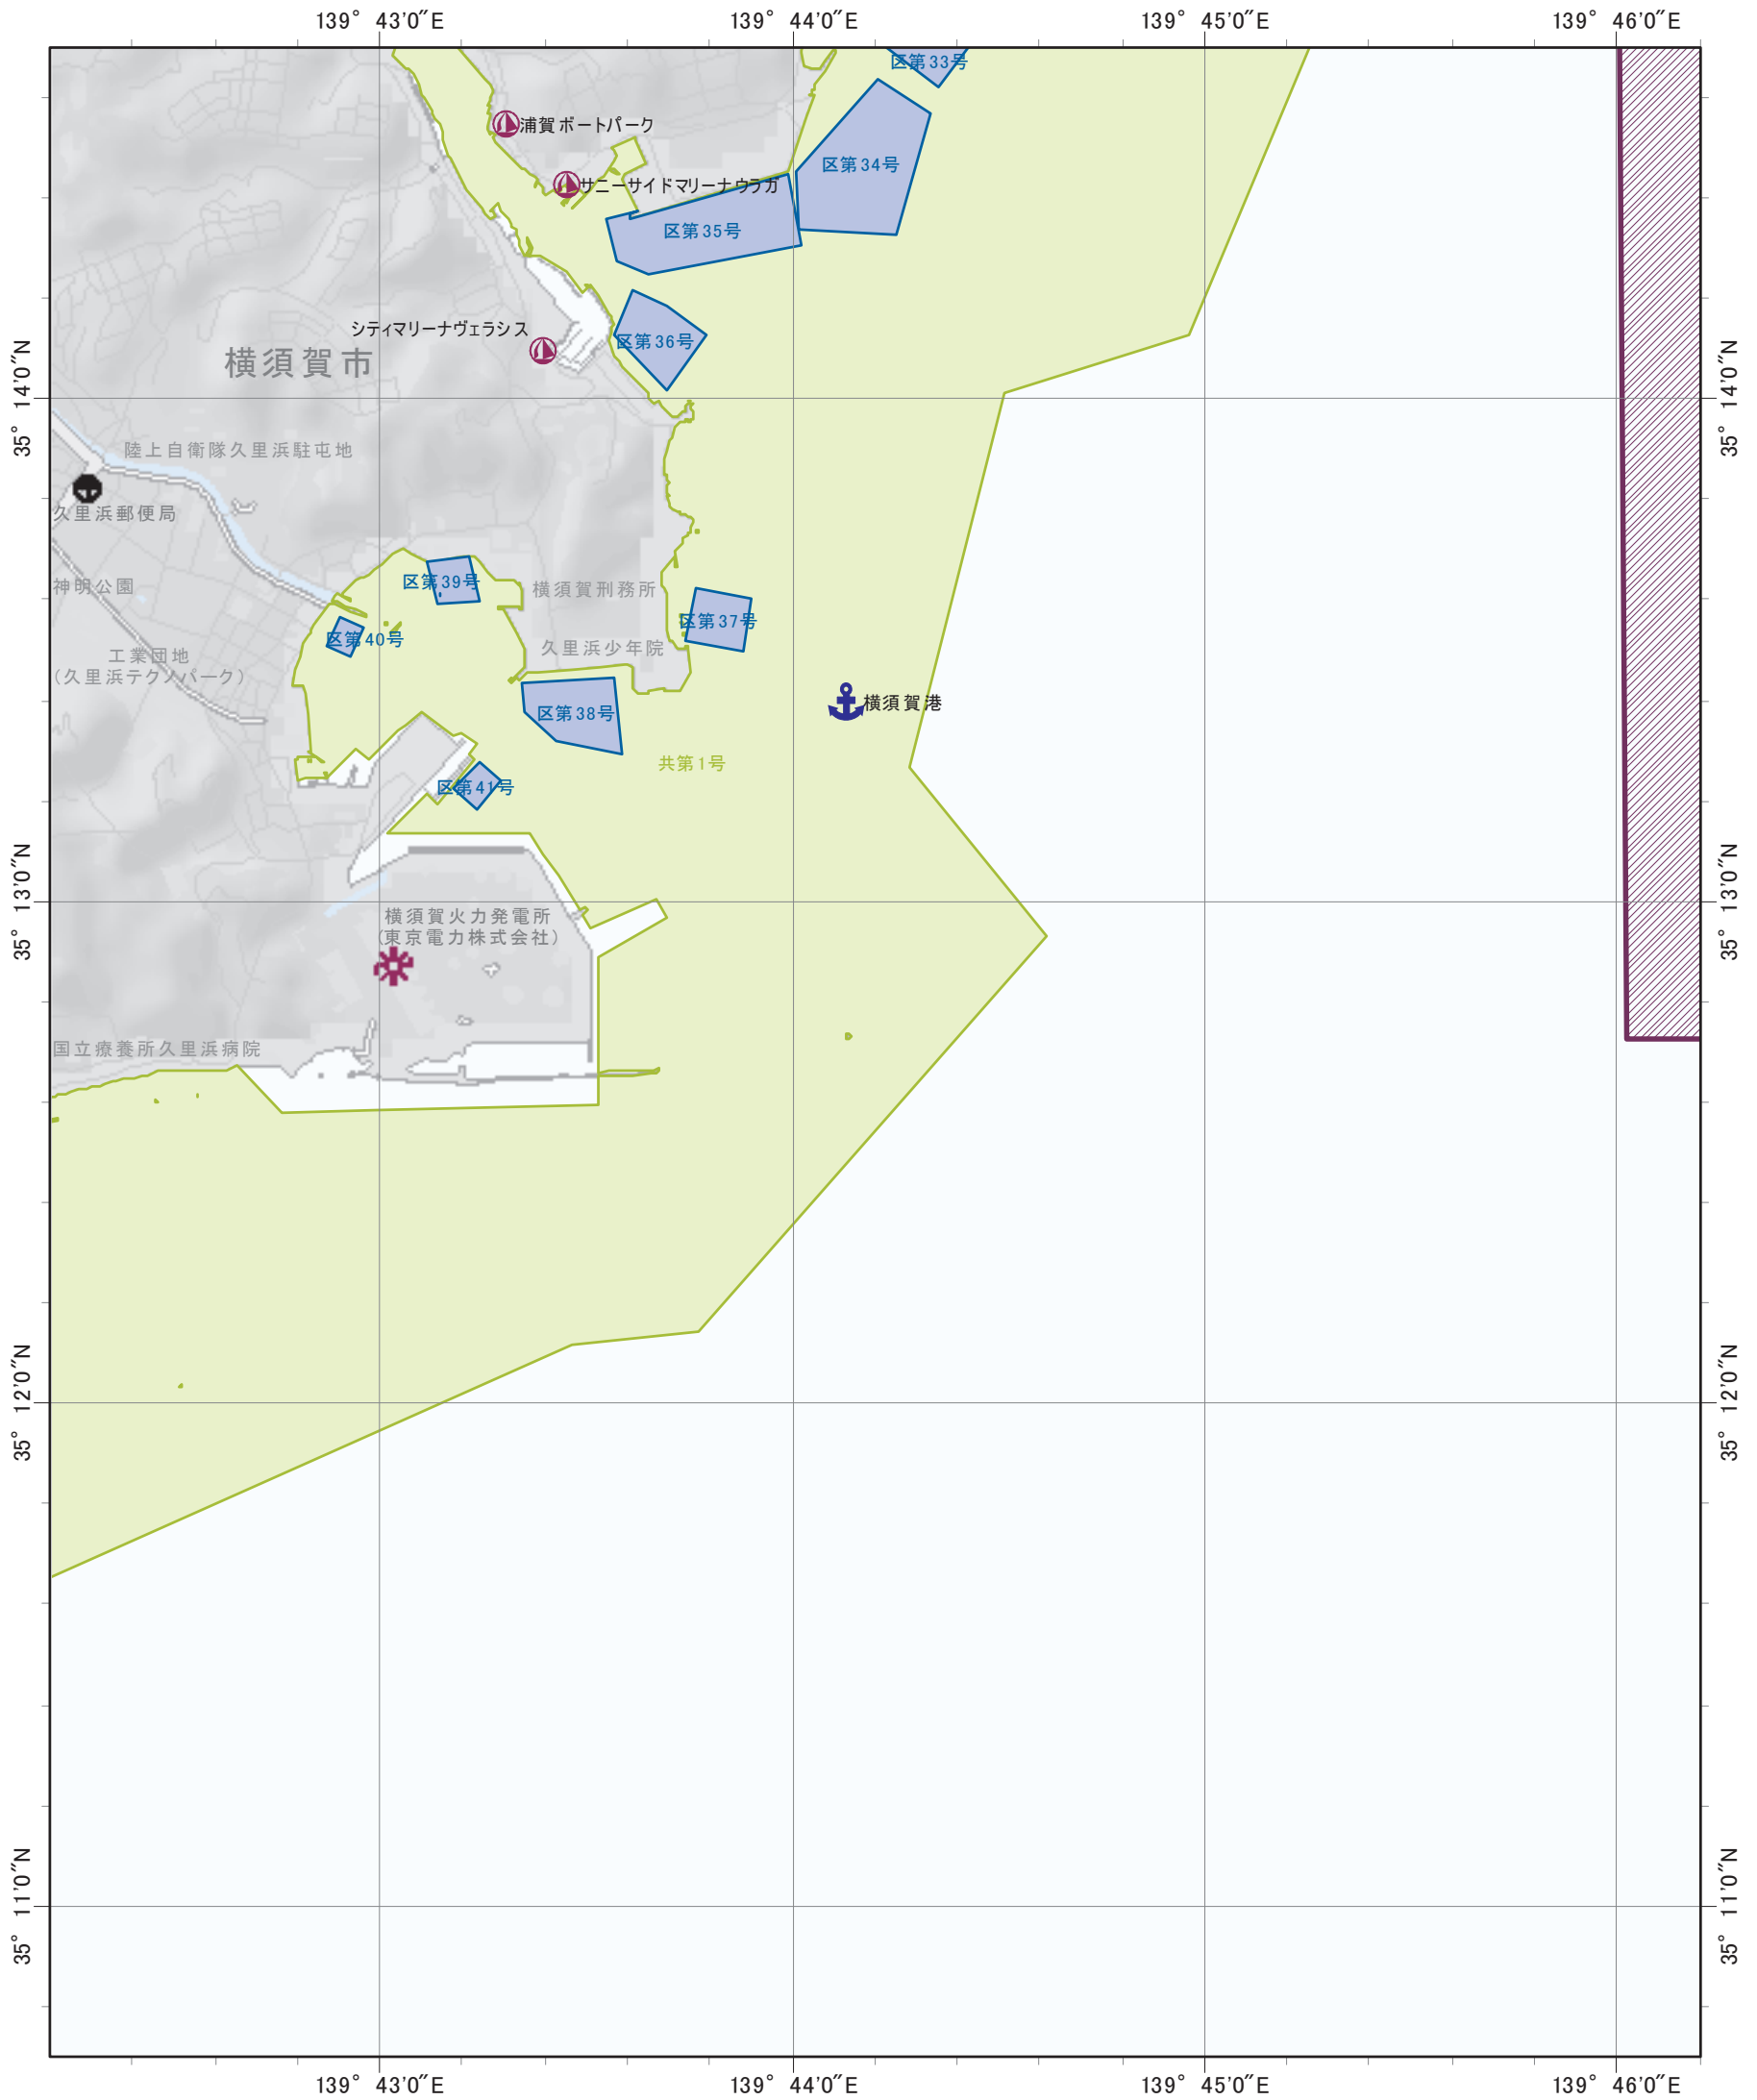 139° 43'0"E
139° 44'0"E
139° 45'0"E
139° 46'0"E
区第33号
浦賀ボートパーク
区第34号
サニーサイドマリーナウラガ
区第35号
シティマリーナヴェラシス
区第36号
横須賀市
35° 14'0"N
35° 14'0"N
陸上自衛隊久里浜駐屯地
久里浜郵便局
区第39号
神明公園
横須賀刑務所
区第37号
区第40号
久里浜少年院
工業団地
(久里浜テクノパーク)
横須賀港
区第38号
共第1号
区第41号
35° 13'0"N
35° 13'0"N
横須賀火力発電所
(東京電力株式会社)
国立療養所久里浜病院
35° 12'0"N
35° 12'0"N
35° 11'0"N
35° 11'0"N
139° 43'0"E
139° 44'0"E
139° 45'0"E
139° 46'0"E